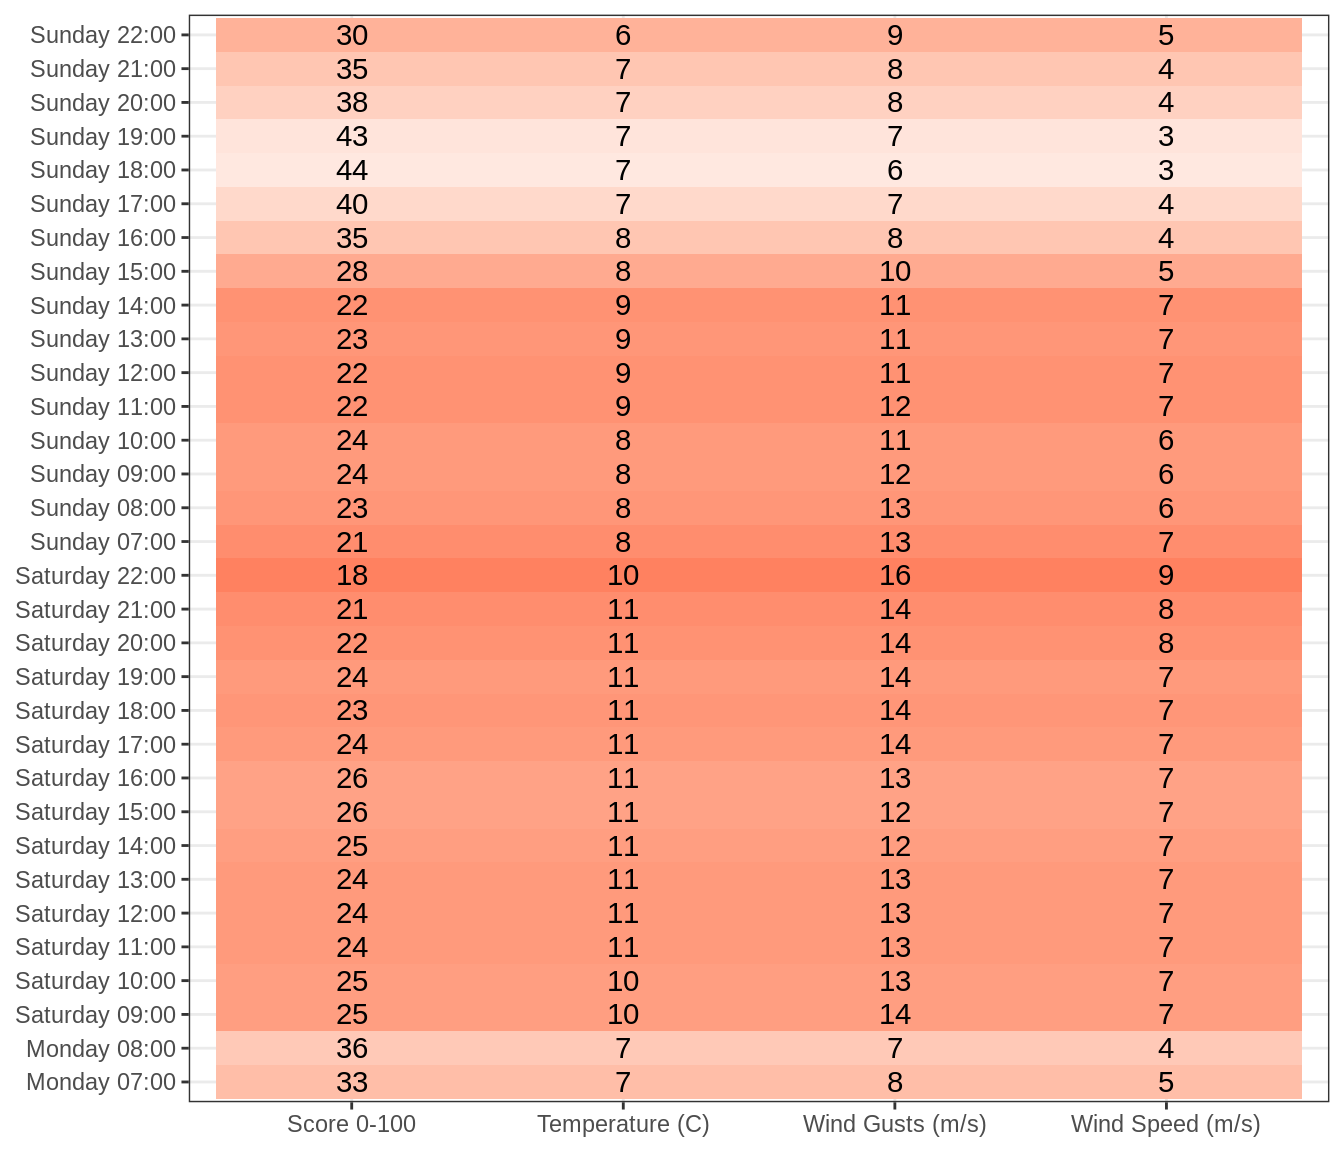 Sunday 22:00 30 6 9 5
Sunday 21:00 35 7 8 4
Sunday 20:00 38 7 8 4
Sunday 19:00 43 7 7 3
Sunday 18:00 44 7 6 3
Sunday 17:00 40 7 7 4
Sunday 16:00 35 8 8 4
Sunday 15:00 28 8 10 5
Sunday 14:00 22 9 11 7
Sunday 13:00 23 9 11 7
Sunday 12:00 22 9 11 7
Sunday 11:00 22 9 12 7
Sunday 10:00 24 8 11 6
Sunday 09:00 24 8 12 6
Sunday 08:00 23 8 13 6
Sunday 07:00 21 8 13 7
Saturday 22:00 18 10 16 9
Saturday 21:00 21 11 14 8
Saturday 20:00 22 11 14 8
Saturday 19:00 24 11 14 7
Saturday 18:00 23 11 14 7
Saturday 17:00 24 11 14 7
Saturday 16:00 26 11 13 7
Saturday 15:00 26 11 12 7
Saturday 14:00 25 11 12 7
Saturday 13:00 24 11 13 7
Saturday 12:00 24 11 13 7
Saturday 11:00 24 11 13 7
Saturday 10:00 25 10 13 7
Saturday 09:00 25 10 14 7
Monday 08:00 36 7 7 4
Monday 07:00 33 7 8 5
Score 0-100 Temperature (C) Wind Gusts (m/s) Wind Speed (m/s)